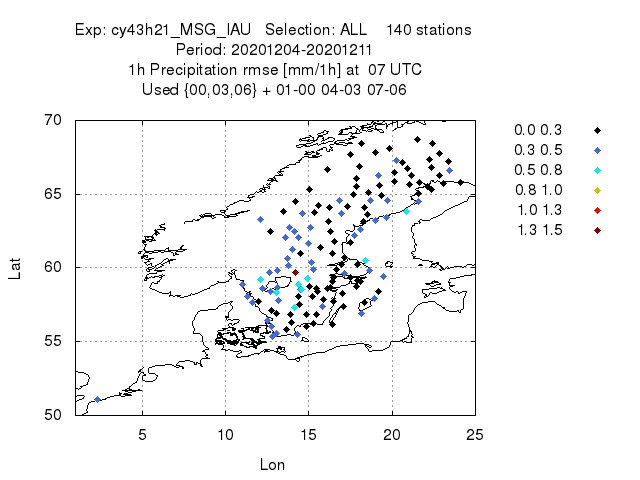 Exp: cy43h21_MSG_IAU   Selection: ALL    140 stations
Period: 20201204-20201211
1h Precipitation rmse [mm/1h] at  07 UTC
Used {00,03,06} + 01-00 04-03 07-06
70
65
60
55
50
Lat
5
10
15
20
25
Lon
0.0 0.3
0.3 0.5
0.5 0.8
0.8 1.0
1.0 1.3
1.3 1.5